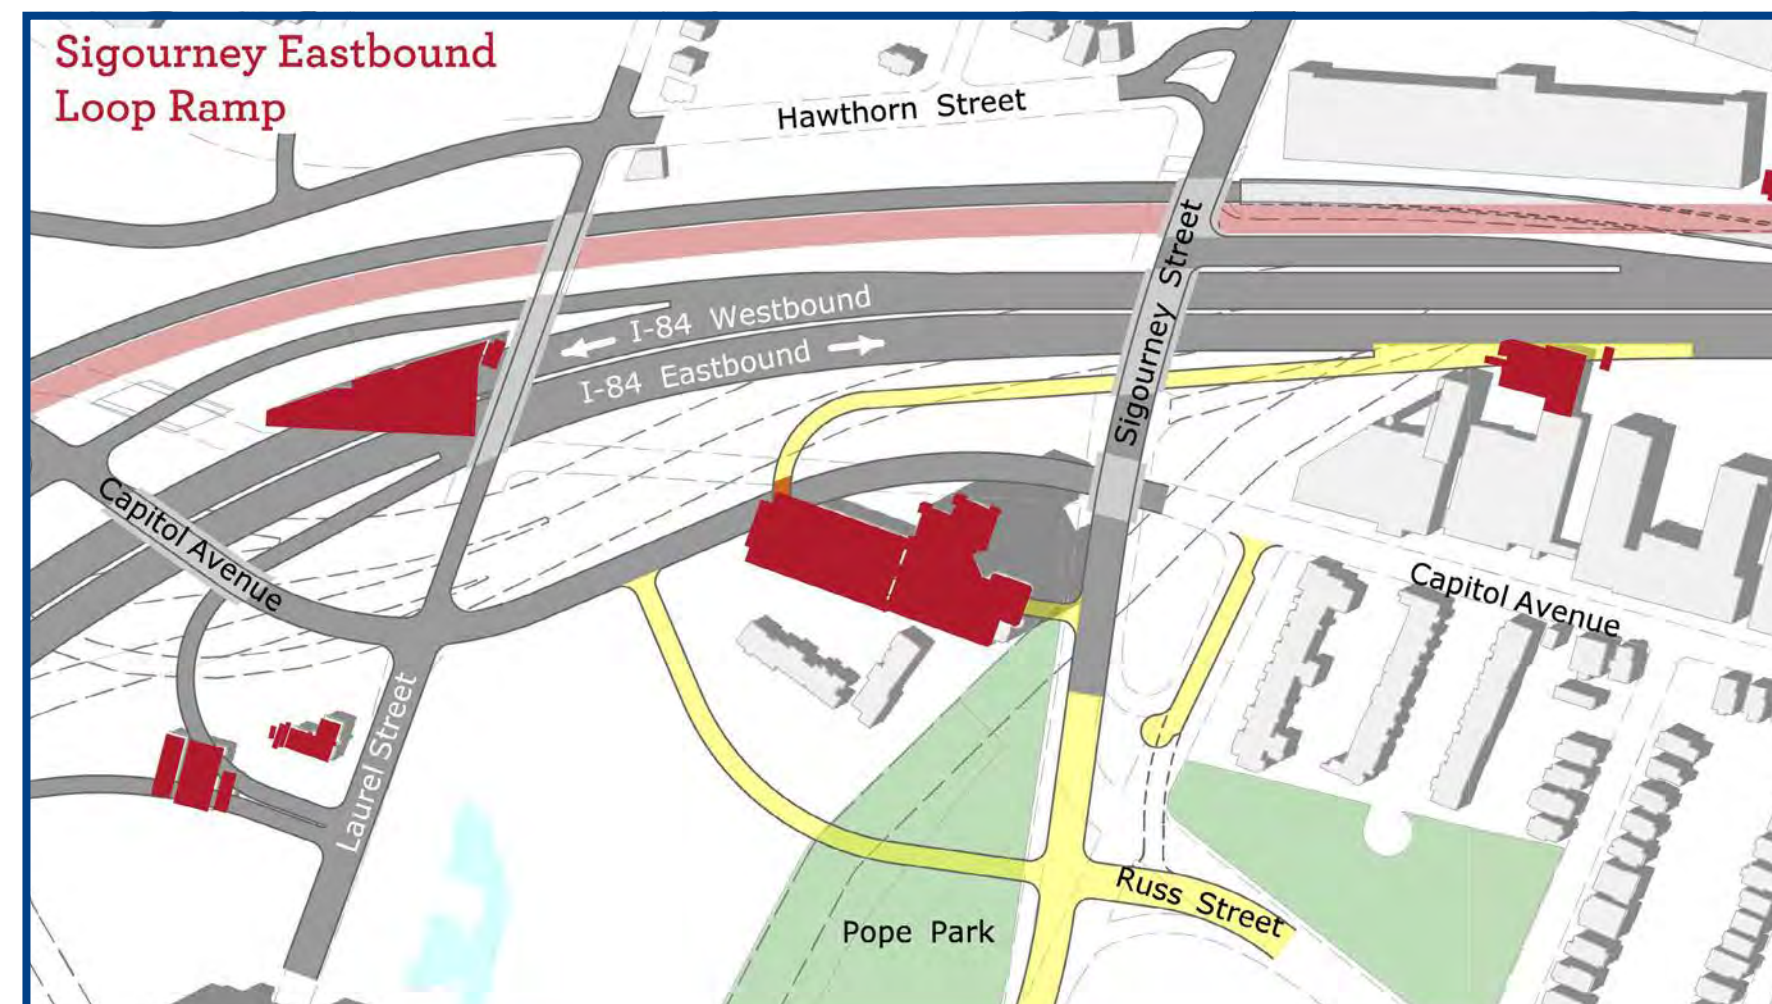 Sigourney Eastbound
Loop Ramp
Hawthorn Street
Sigourney Street
I-84 Westbound
I-84 Eastbound
Capitol Avenue
Capitol Avenue
Laurel Street
Russ Street
Pope Park